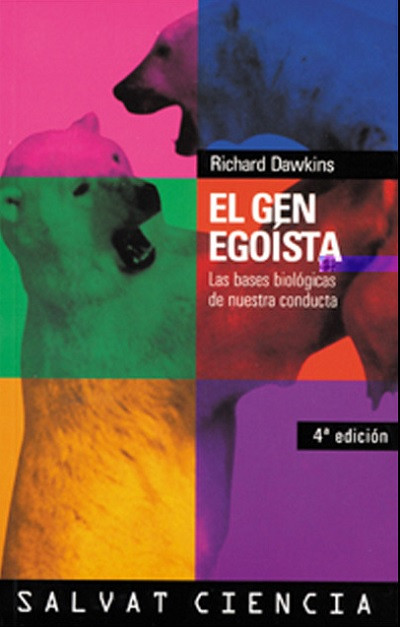 Richard Dawkins
EL GEN
EGOÍSTA
Las bases biológicas
de nuestra conducta
4ª edición
SALVAT CIENCIA